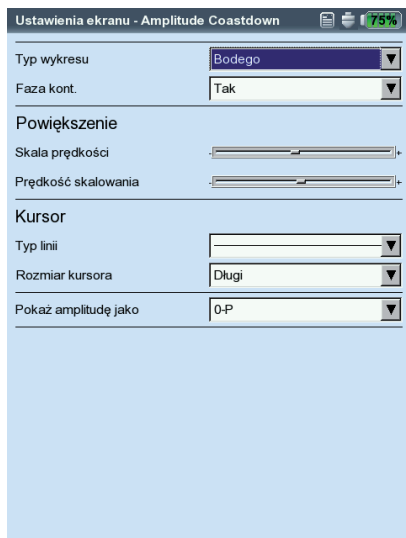 Ustawienia ekranu - Amplitude Coastdown 75%
Typ wykresu Bodego
Faza kont. Tak
Powiększenie
Skala prędkości - +
Prędkość skalowania - +
Kursor
Typ linii
Rozmiar kursora Długi
Pokaż amplitudę jako 0-P